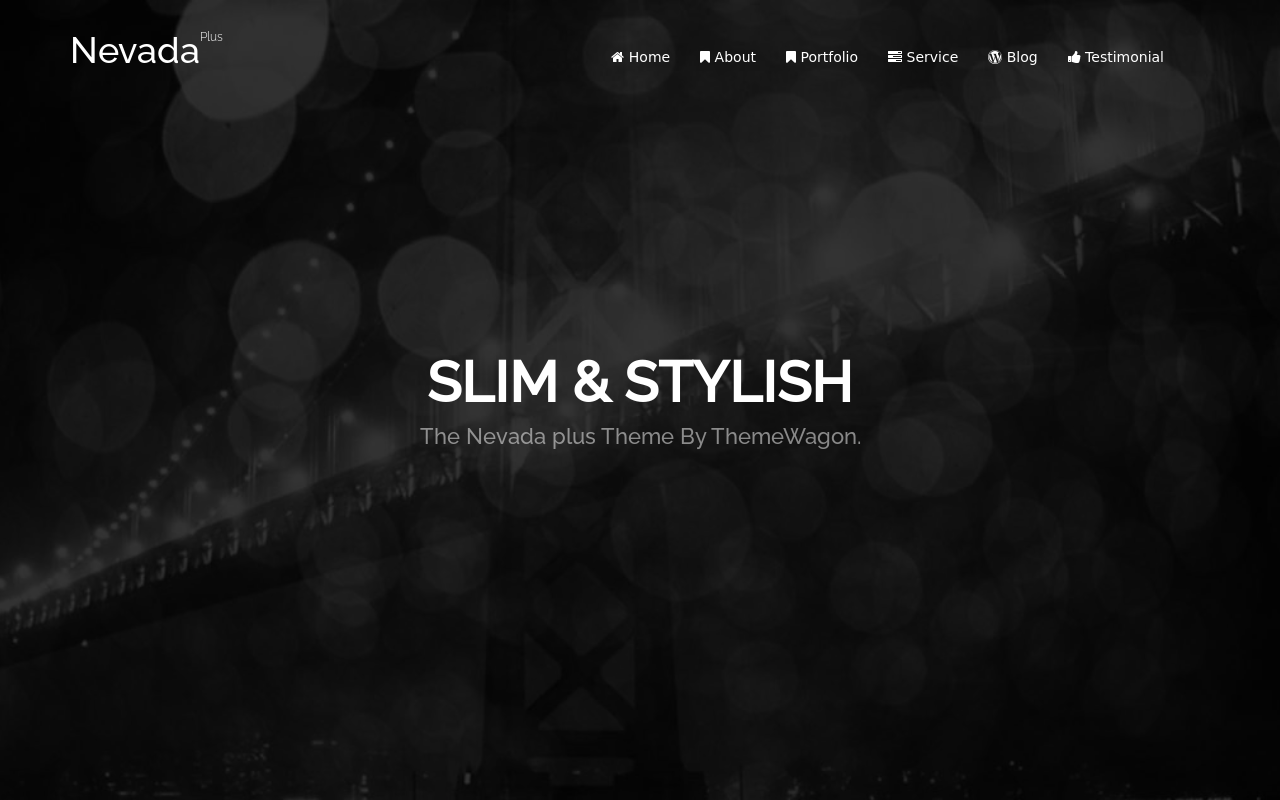 Nevada Plus
Home About Portfolio Service Blog Testimonial
SLIM & STYLISH
The Nevada plus Theme By ThemeWagon.